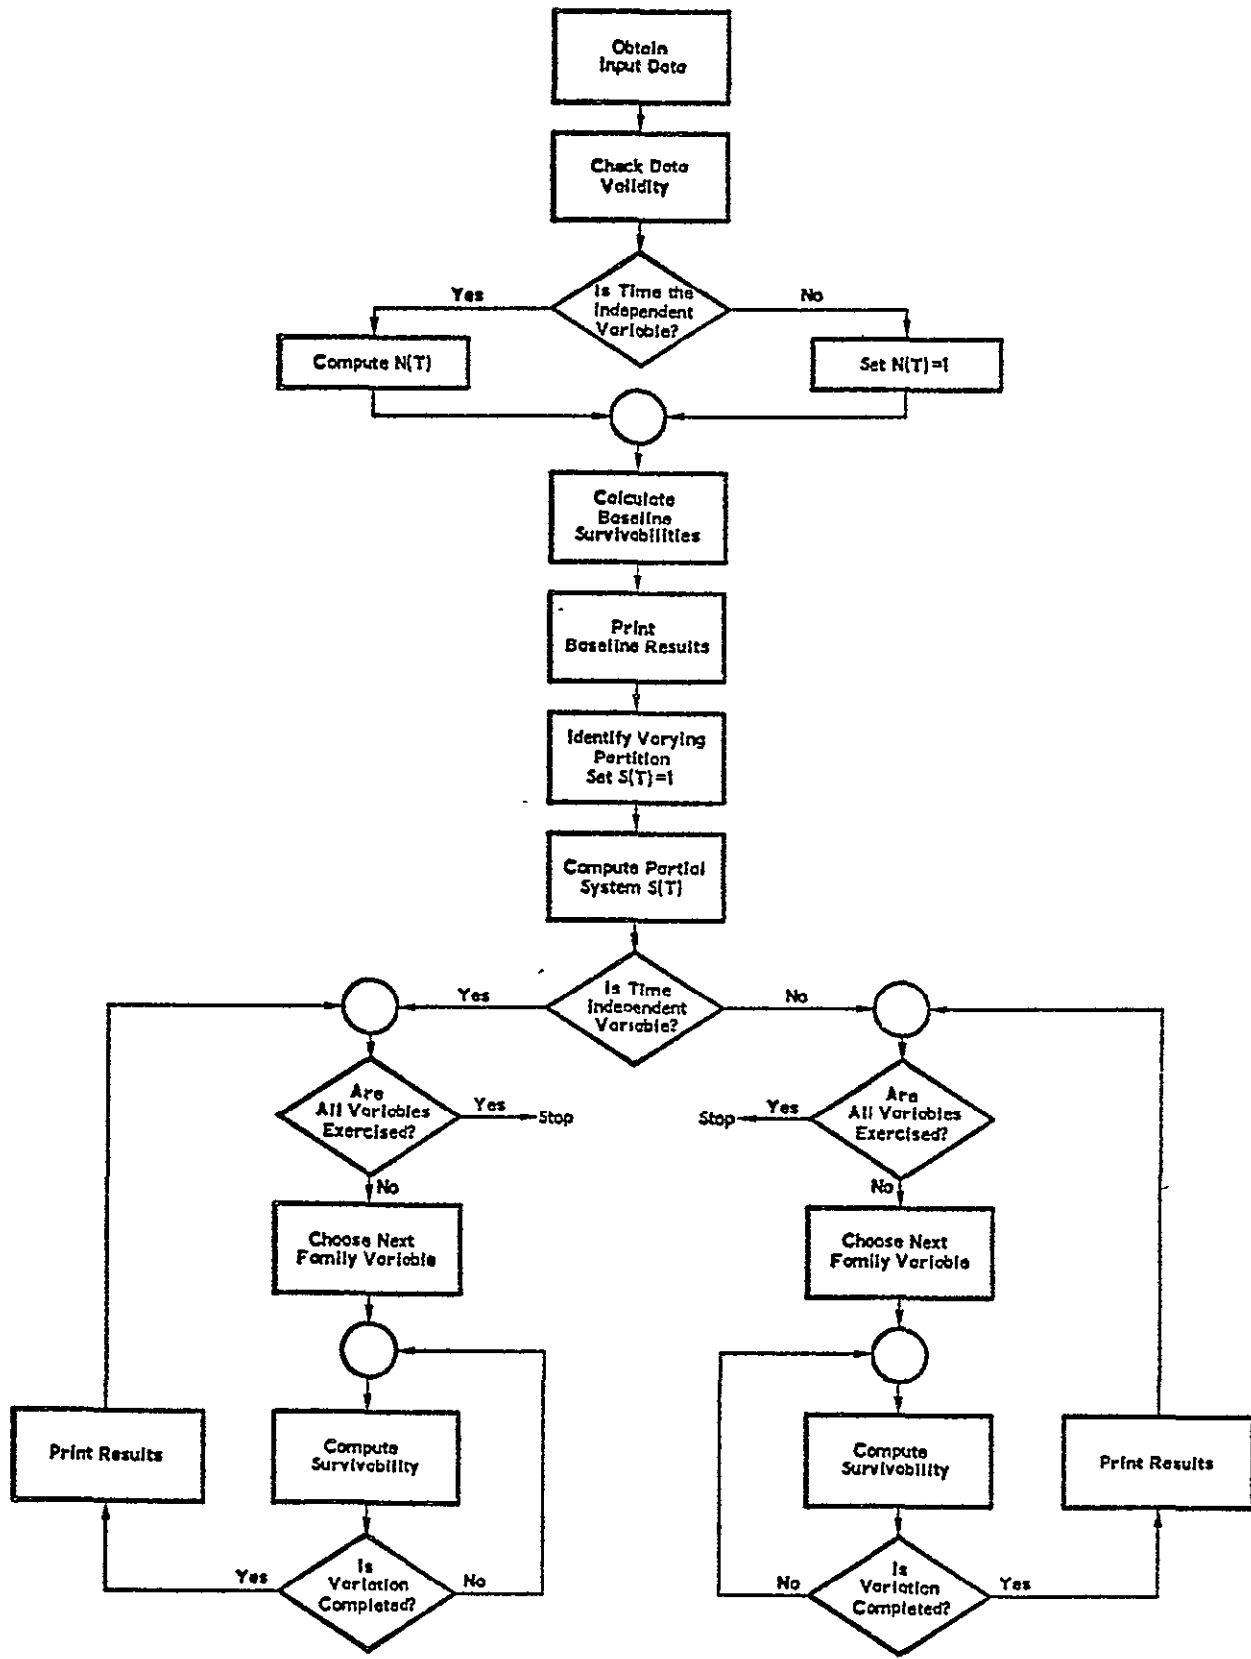 Obtain
Input Data
Check Data
Validity
Is Time the
Independent
Variable?
Yes
No
Compute N(T)
Set N(T)=1
Calculate
Baseline
Survivabilities
Print
Baseline Results
Identify Varying
Partition
Set S(T)=1
Compute Partial
System S(T)
Is Time
Independent
Variable?
Yes
No
Are
All Variables
Exercised?
Yes
Stop
No
Choose Next
Family Variable
Compute
Survivability
Is
Variation
Completed?
Yes
No
Print Results
Are
All Variables
Exercised?
Yes
Stop
No
Choose Next
Family Variable
Compute
Survivability
Is
Variation
Completed?
No
Yes
Print Results